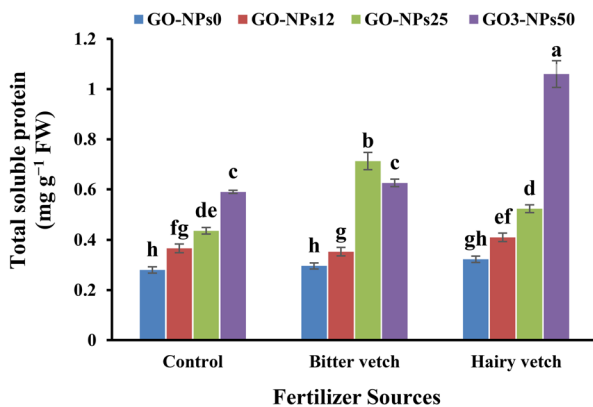 GO-NPs0 GO-NPs12 GO-NPs25 GO3-NPs50
Total soluble protein
(mg g⁻¹ FW)
1.2
1
0.8
0.6
0.4
0.2
0
h fg de c
h g b c
gh ef d a
Control Bitter vetch Hairy vetch
Fertilizer Sources